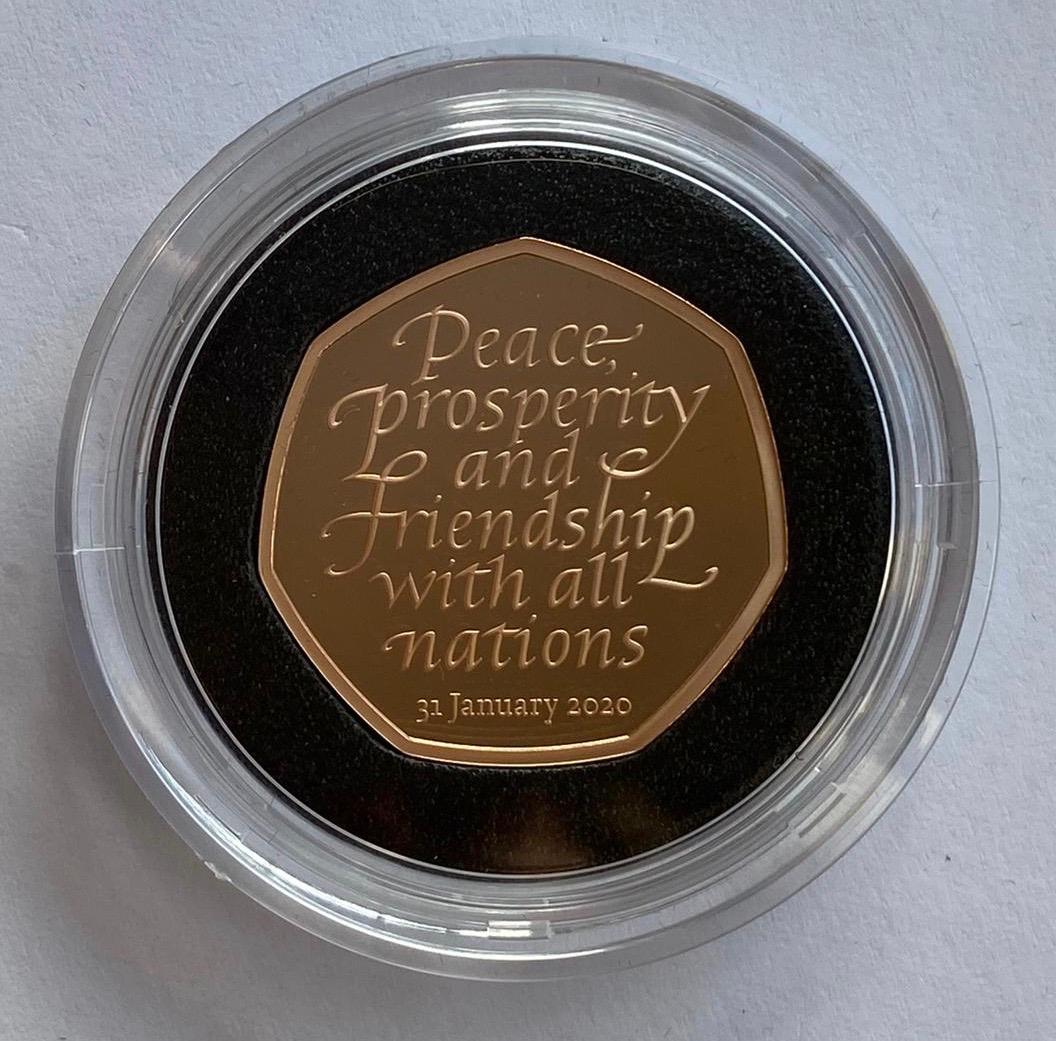 Peace,
prosperity
and
friendship
with all
nations
31 January 2020